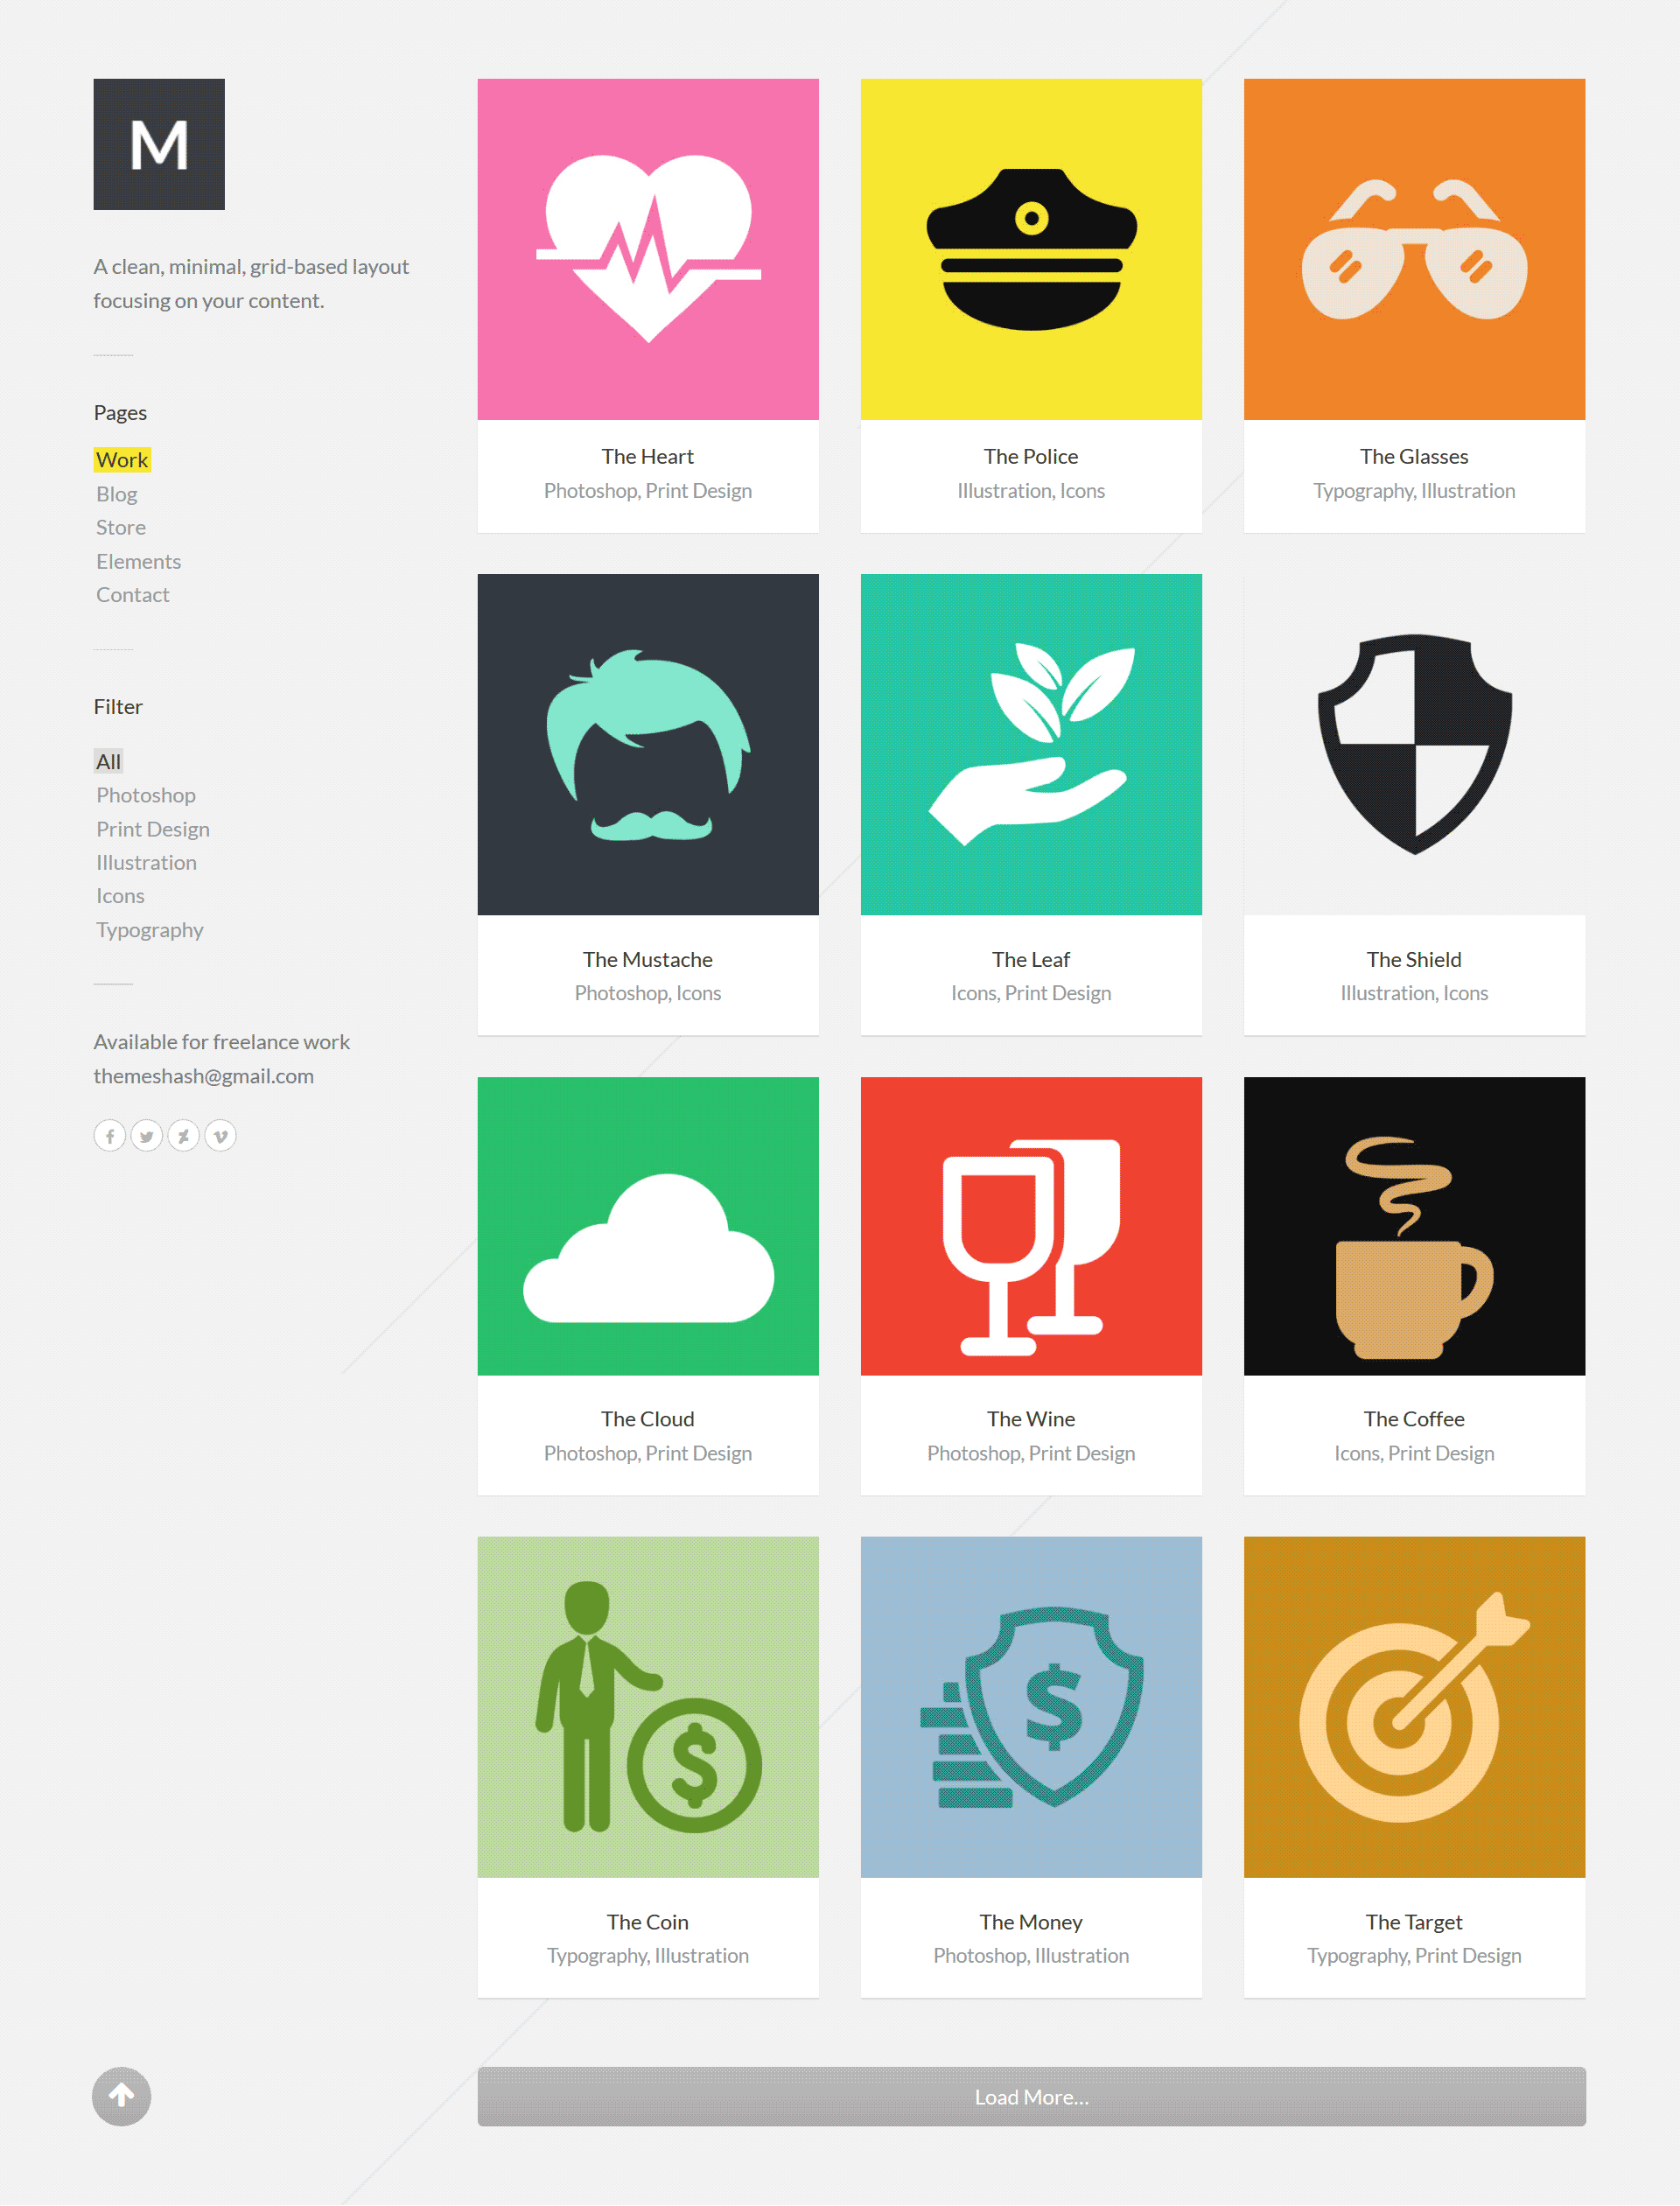 M
A clean, minimal, grid-based layout
focusing on your content.
Pages
Work
Blog
Store
Elements
Contact
Filter
All
Photoshop
Print Design
Illustration
Icons
Typography
Available for freelance work
themeshash@gmail.com
The Heart
Photoshop, Print Design
The Police
Illustration, Icons
The Glasses
Typography, Illustration
The Mustache
Photoshop, Icons
The Leaf
Icons, Print Design
The Shield
Illustration, Icons
The Cloud
Photoshop, Print Design
The Wine
Photoshop, Print Design
The Coffee
Icons, Print Design
$
The Coin
Typography, Illustration
$
The Money
Photoshop, Illustration
The Target
Typography, Print Design
Load More...